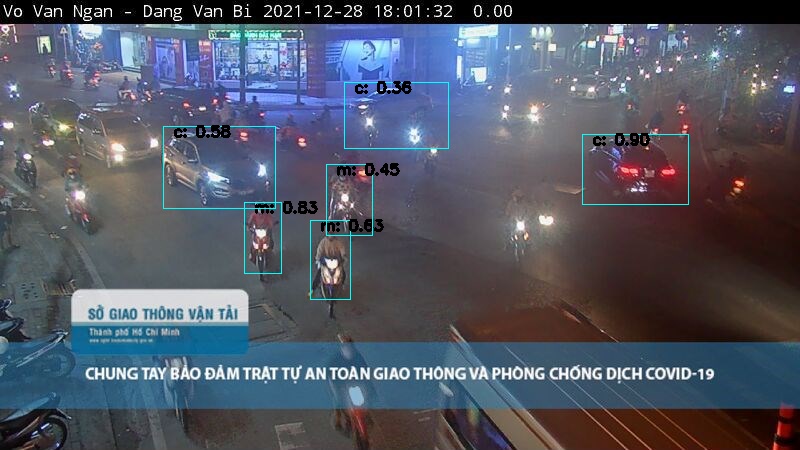 Vo Van Ngan - Dang Van Bi 2021-12-28 18:01:32 0.00
c: 0.36
c: 0.58
c: 0.90
m: 0.45
m: 0.83
m: 0.63
SỞ GIAO THÔNG VẬN TẢI
Thành phố Hồ Chí Minh
CHUNG TAY BẢO ĐẢM TRẬT TỰ AN TOÀN GIAO THÔNG VÀ PHÒNG CHỐNG DỊCH COVID-19